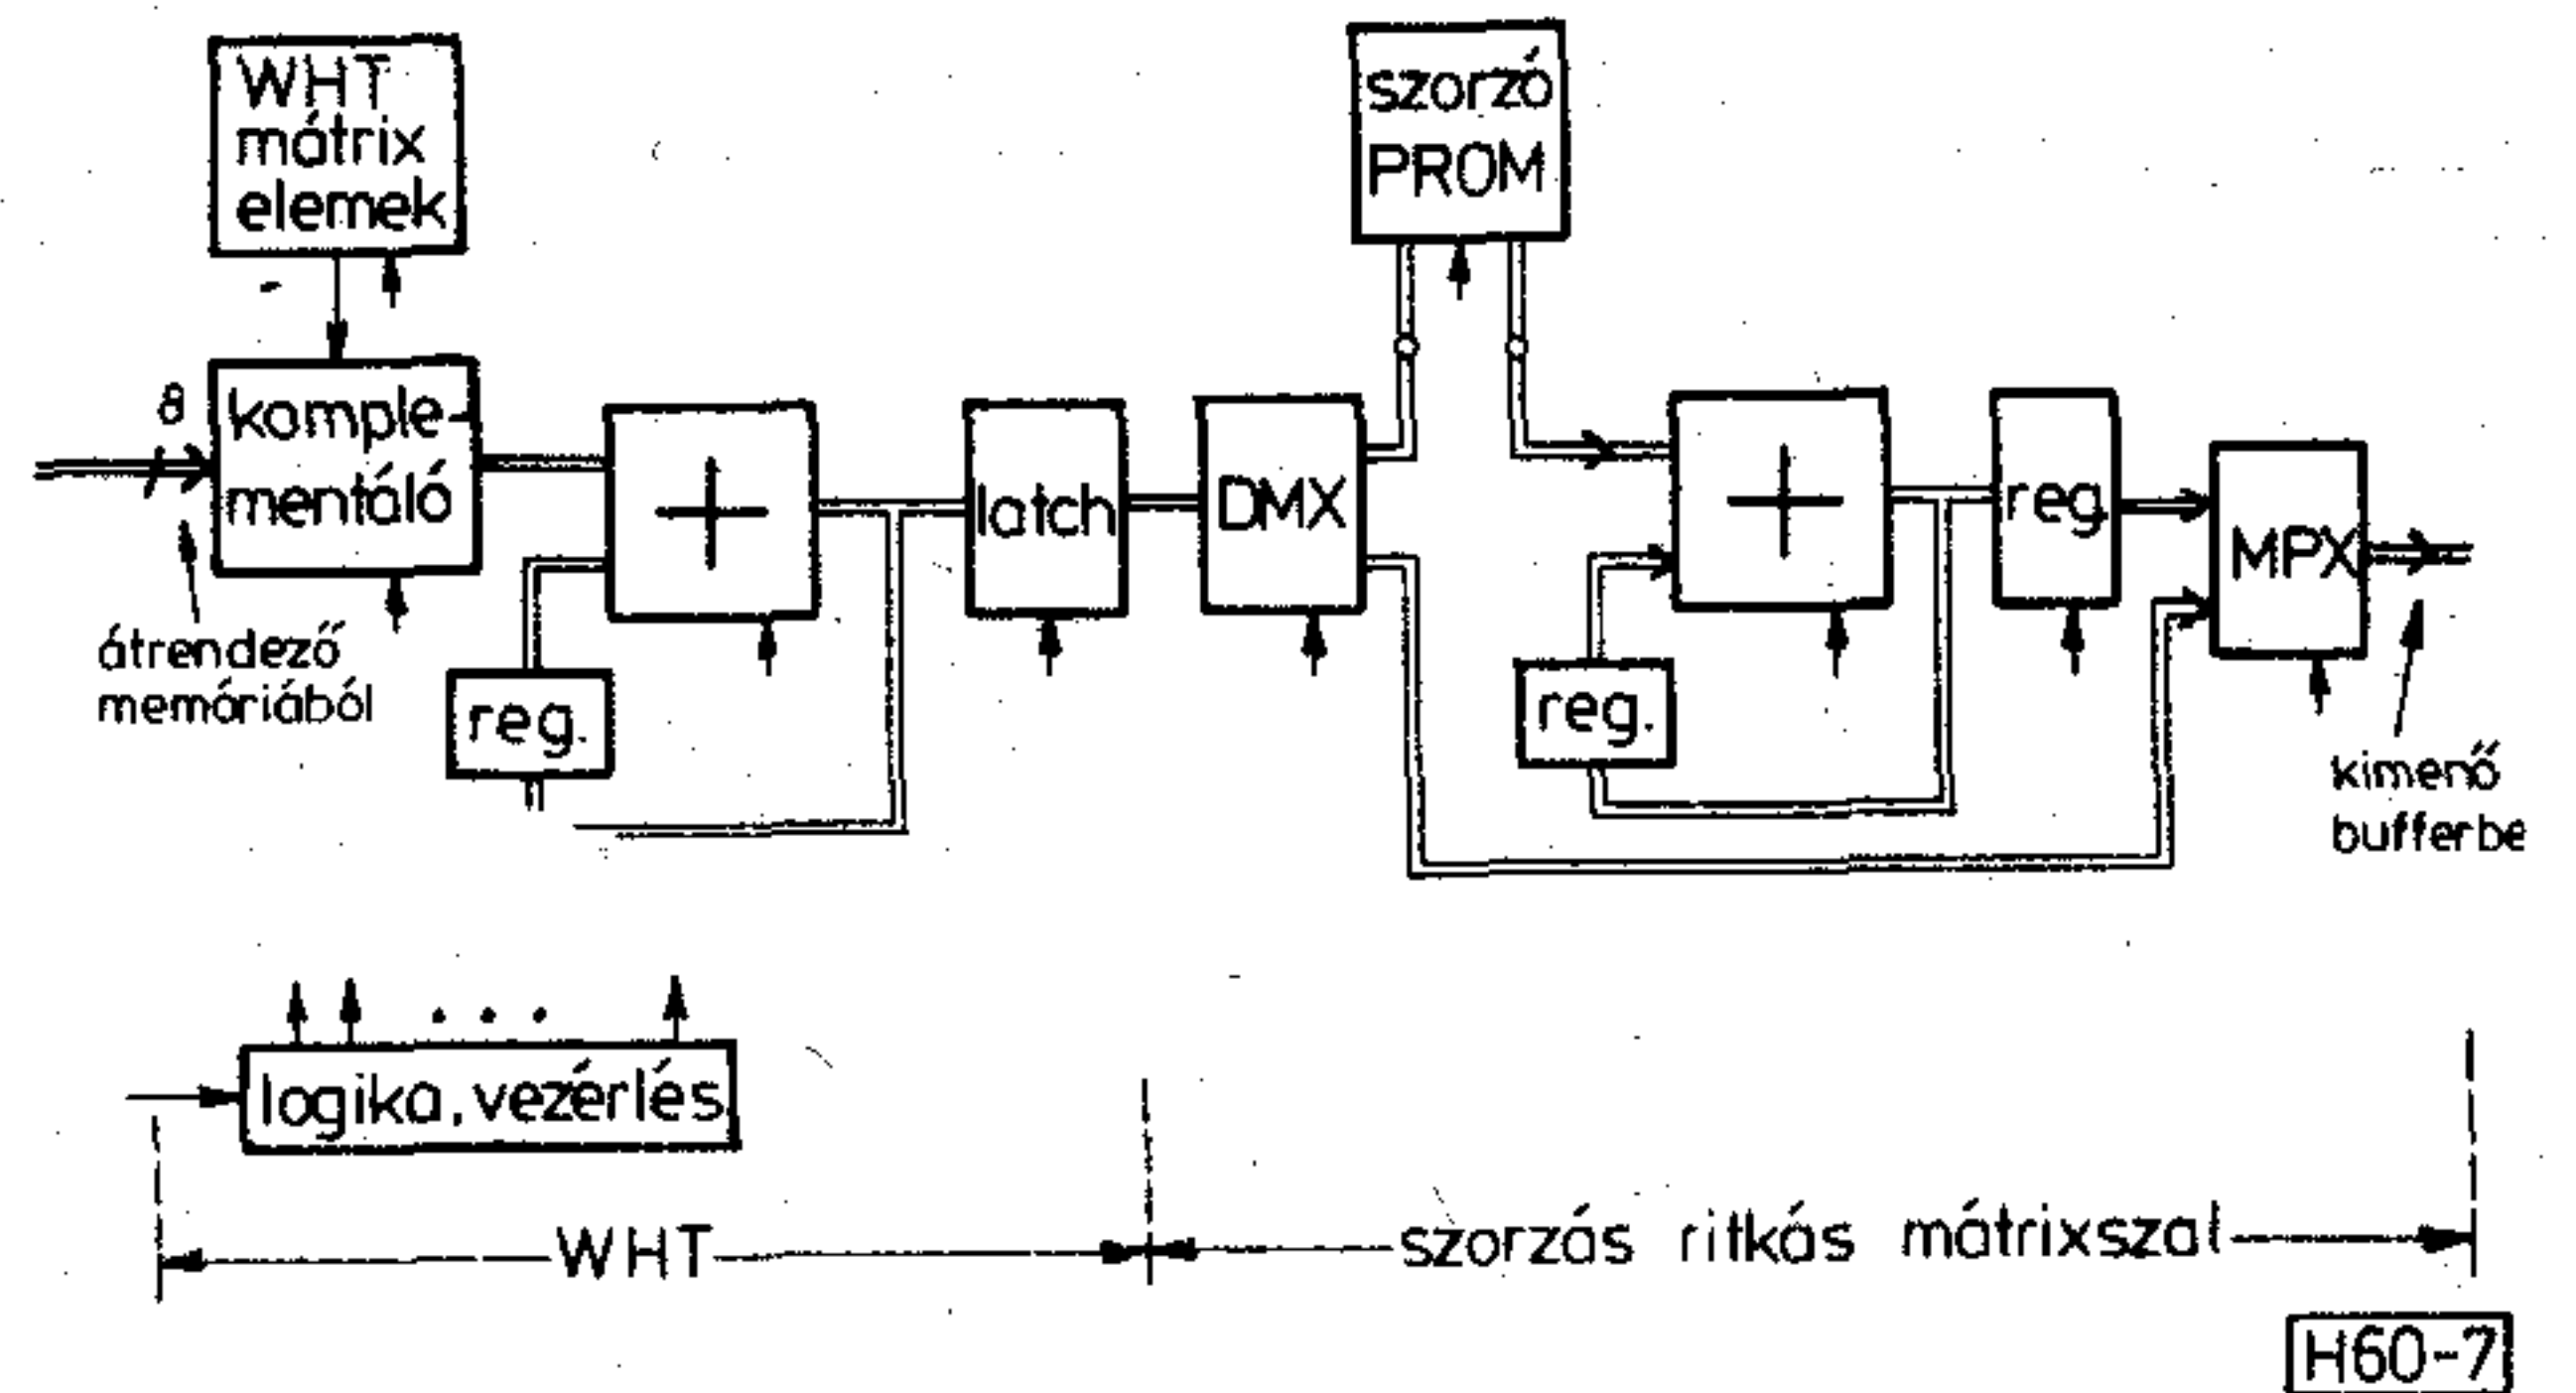 WHT
mátrix
elemek
szorzó
PROM
8
komple-
mentáló
+
latch
DMX
+
reg.
MPX
átrendező
memóriából
reg.
reg.
kimenő
bufferbe
logika, vezérlés
WHT
szorzás ritkás mátrixszal
H60-7